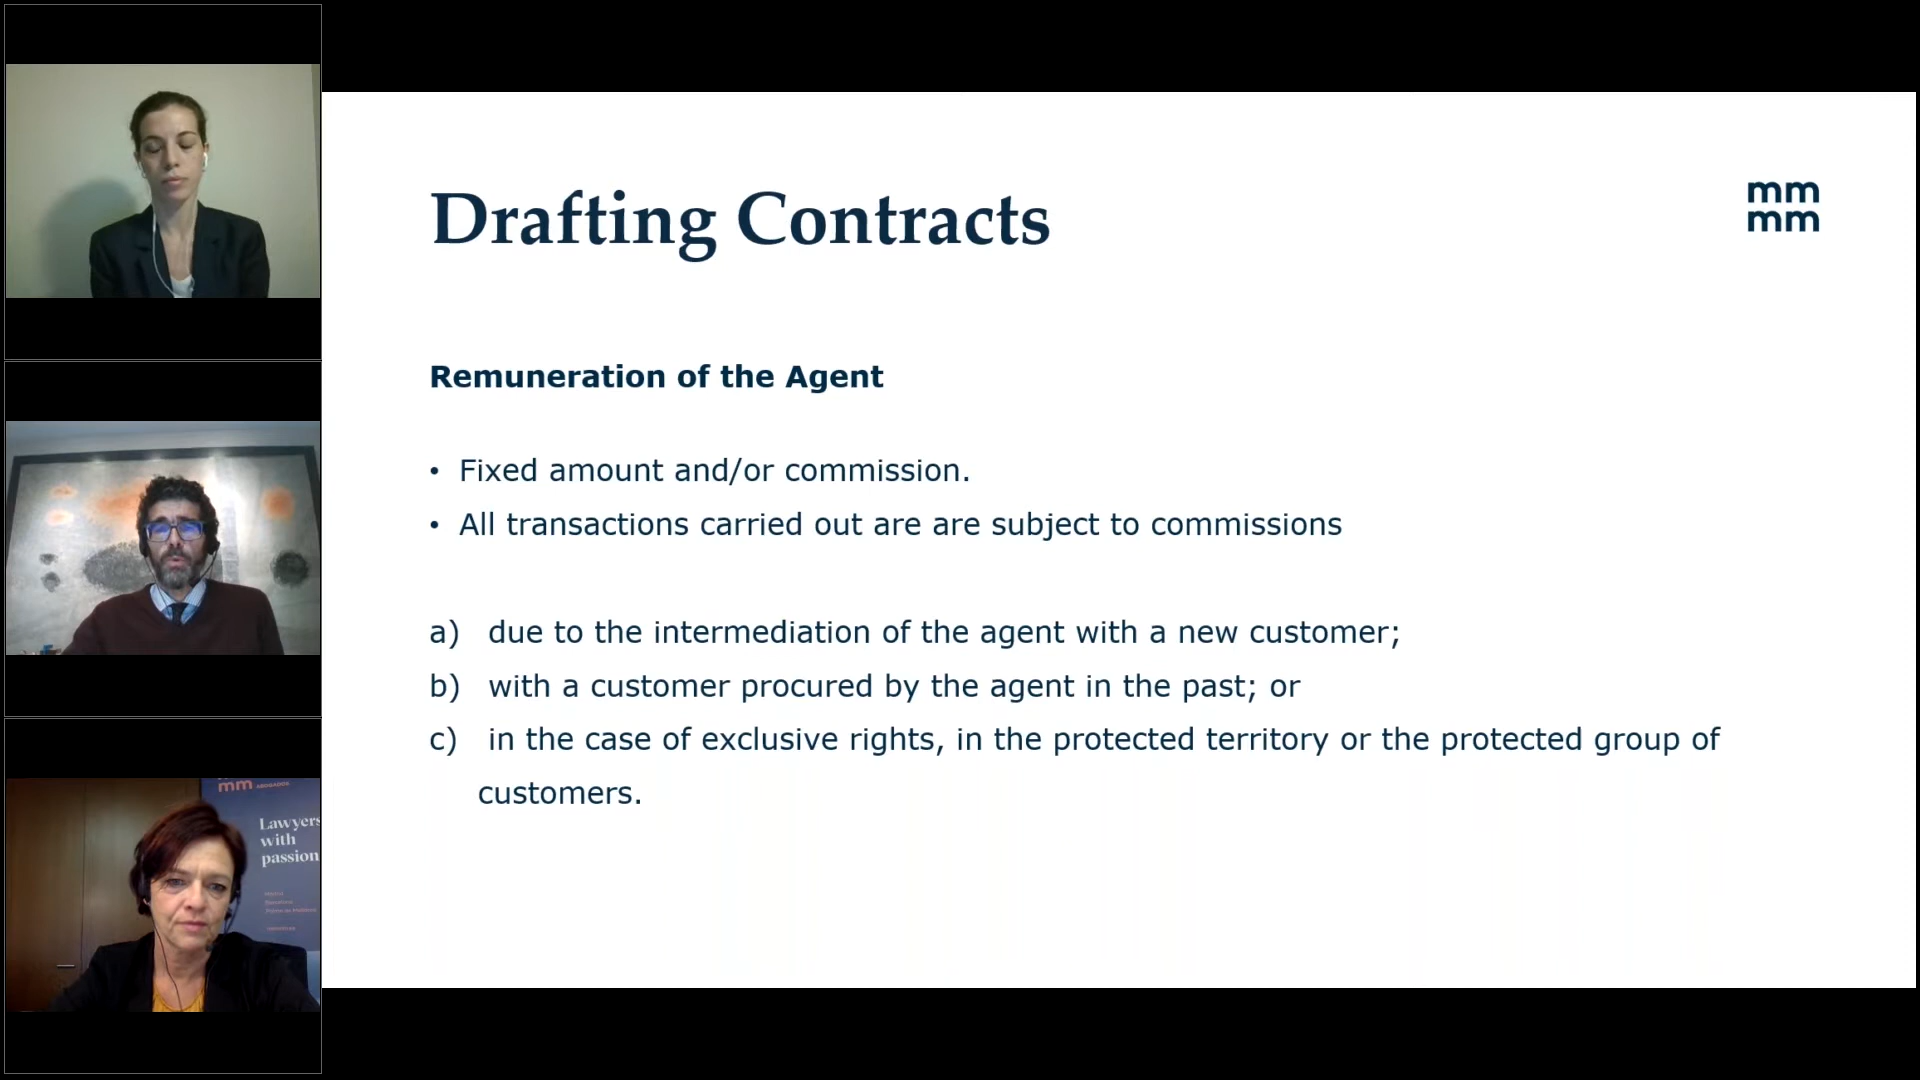 Drafting Contracts
mm
mm
Remuneration of the Agent
• Fixed amount and/or commission.
• All transactions carried out are are subject to commissions
a) due to the intermediation of the agent with a new customer;
b) with a customer procured by the agent in the past; or
c) in the case of exclusive rights, in the protected territory or the protected group of
customers.
mm
Lawyers
with
passion